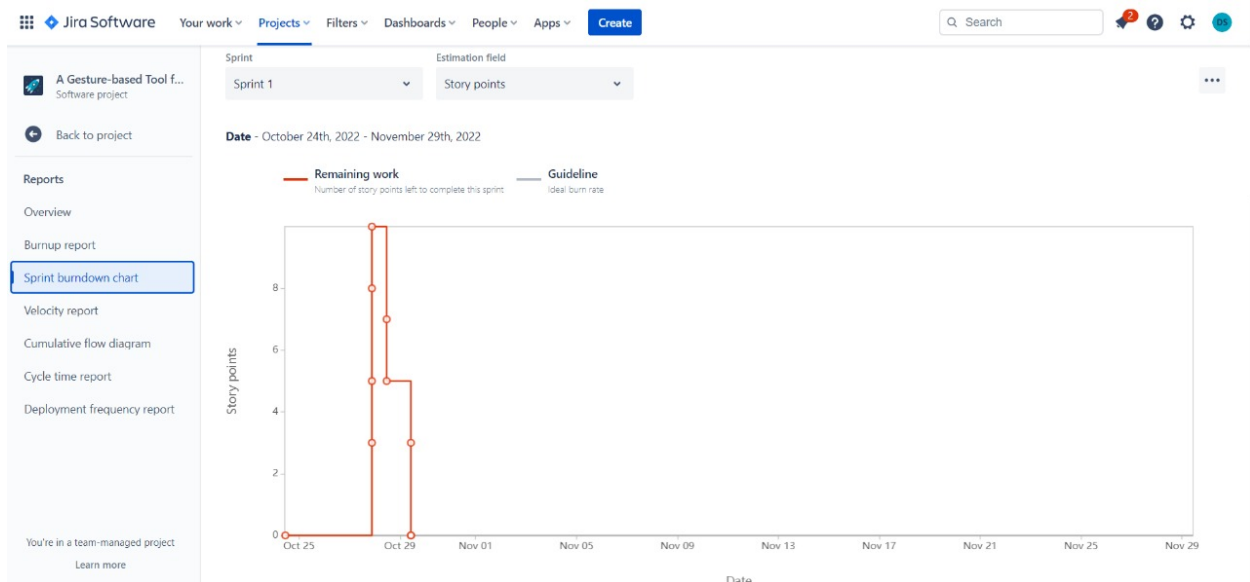 Jira Software Your work Projects Filters Dashboards People Apps Create Search 2 DS
A Gesture-based Tool f...
Software project
Back to project
Reports
Overview
Burnup report
Sprint burndown chart
Velocity report
Cumulative flow diagram
Cycle time report
Deployment frequency report
You're in a team-managed project
Learn more
Sprint Estimation field
Sprint 1 Story points
Date - October 24th, 2022 - November 29th, 2022
Remaining work Guideline
Number of story points left to complete this sprint Ideal burn rate
Story points
8
6
4
2
0
Oct 25 Oct 29 Nov 01 Nov 05 Nov 09 Nov 13 Nov 17 Nov 21 Nov 25 Nov 29
Date